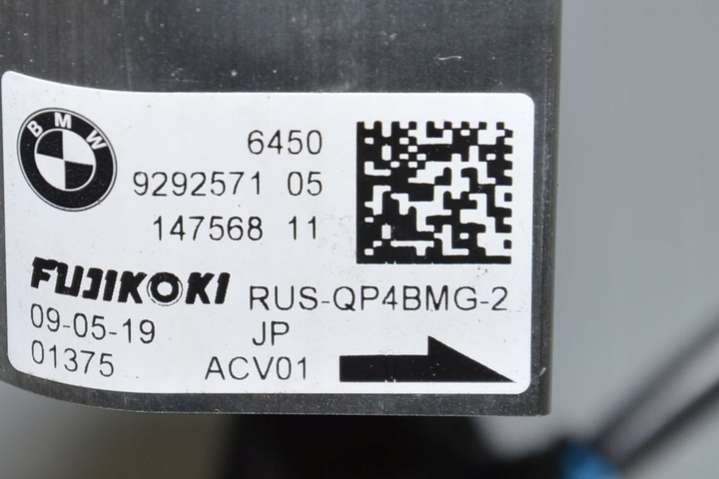 BMW
6450
9292571 05
147568 11
FUJIKOKI RUS-QP4BMG-2
09-05-19 JP
01375 ACV01